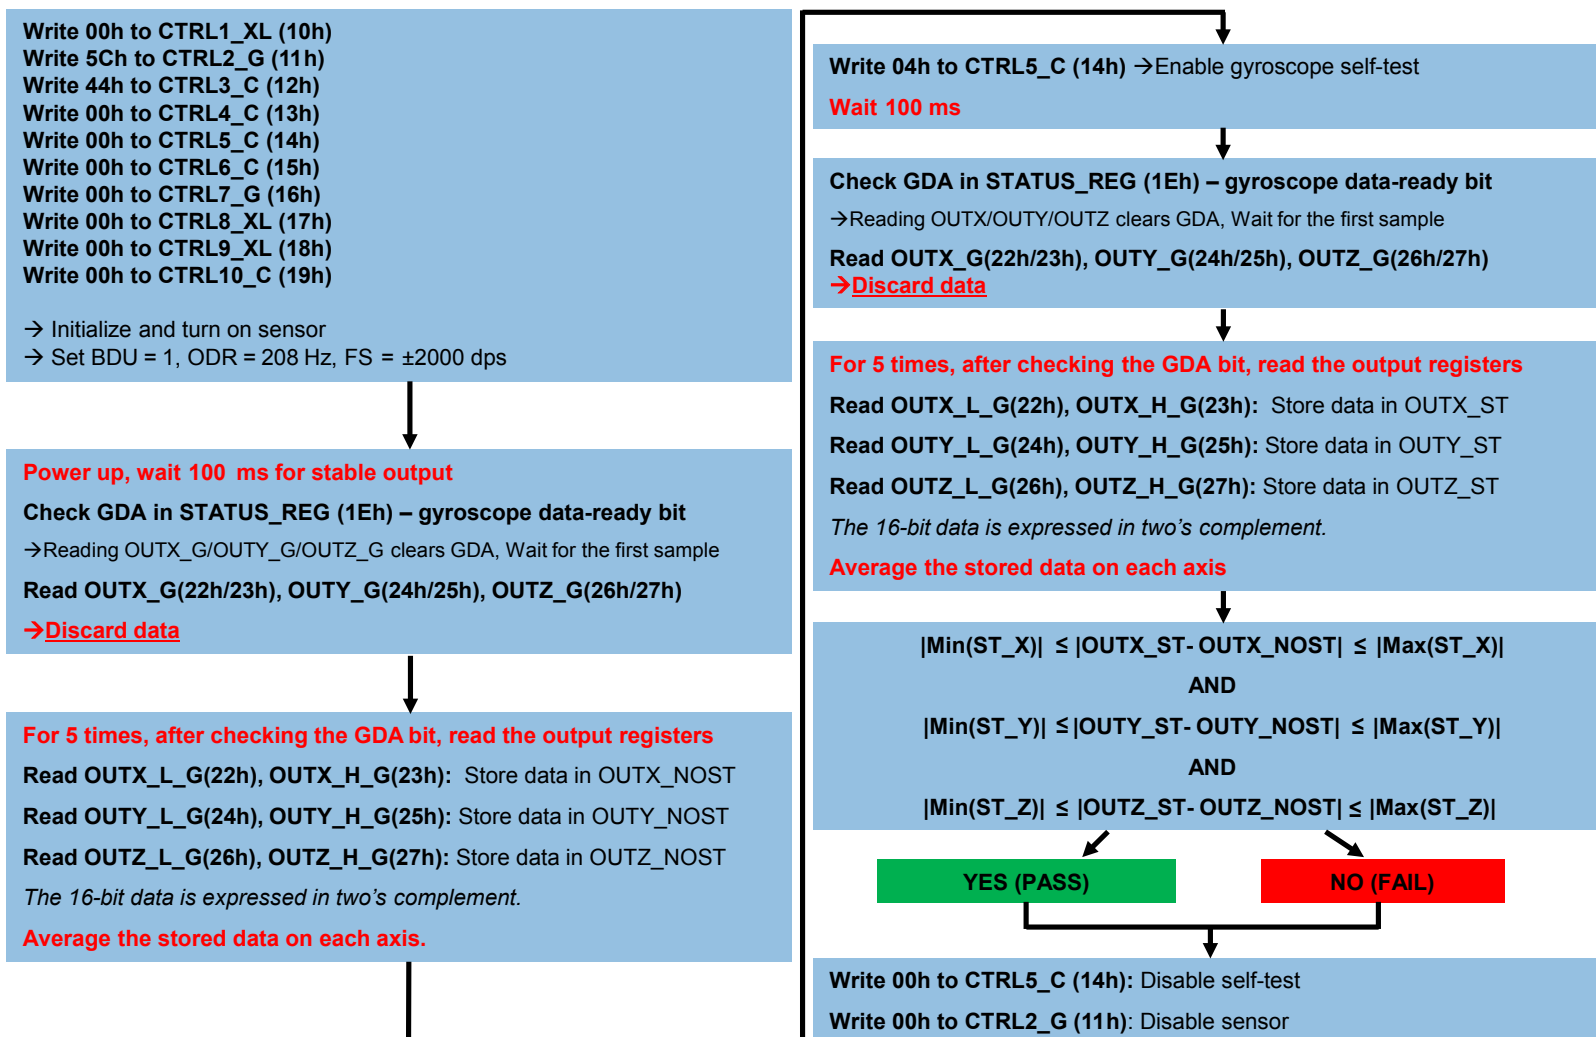 Write 00h to CTRL1_XL (10h)
Write 5Ch to CTRL2_G (11h)
Write 44h to CTRL3_C (12h)
Write 00h to CTRL4_C (13h)
Write 00h to CTRL5_C (14h)
Write 00h to CTRL6_C (15h)
Write 00h to CTRL7_G (16h)
Write 00h to CTRL8_XL (17h)
Write 00h to CTRL9_XL (18h)
Write 00h to CTRL10_C (19h)
→ Initialize and turn on sensor
→ Set BDU = 1, ODR = 208 Hz, FS = ±2000 dps
Power up, wait 100 ms for stable output
Check GDA in STATUS_REG (1Eh) – gyroscope data-ready bit
→Reading OUTX_G/OUTY_G/OUTZ_G clears GDA, Wait for the first sample
Read OUTX_G(22h/23h), OUTY_G(24h/25h), OUTZ_G(26h/27h)
→Discard data
For 5 times, after checking the GDA bit, read the output registers
Read OUTX_L_G(22h), OUTX_H_G(23h): Store data in OUTX_NOST
Read OUTY_L_G(24h), OUTY_H_G(25h): Store data in OUTY_NOST
Read OUTZ_L_G(26h), OUTZ_H_G(27h): Store data in OUTZ_NOST
The 16-bit data is expressed in two's complement.
Average the stored data on each axis.
Write 04h to CTRL5_C (14h) →Enable gyroscope self-test
Wait 100 ms
Check GDA in STATUS_REG (1Eh) – gyroscope data-ready bit
→Reading OUTX/OUTY/OUTZ clears GDA, Wait for the first sample
Read OUTX_G(22h/23h), OUTY_G(24h/25h), OUTZ_G(26h/27h)
→Discard data
For 5 times, after checking the GDA bit, read the output registers
Read OUTX_L_G(22h), OUTX_H_G(23h): Store data in OUTX_ST
Read OUTY_L_G(24h), OUTY_H_G(25h): Store data in OUTY_ST
Read OUTZ_L_G(26h), OUTZ_H_G(27h): Store data in OUTZ_ST
The 16-bit data is expressed in two's complement.
Average the stored data on each axis
|Min(ST_X)| ≤ |OUTX_ST- OUTX_NOST| ≤ |Max(ST_X)|
AND
|Min(ST_Y)| ≤ |OUTY_ST- OUTY_NOST| ≤ |Max(ST_Y)|
AND
|Min(ST_Z)| ≤ |OUTZ_ST- OUTZ_NOST| ≤ |Max(ST_Z)|
YES (PASS)
NO (FAIL)
Write 00h to CTRL5_C (14h): Disable self-test
Write 00h to CTRL2_G (11h): Disable sensor